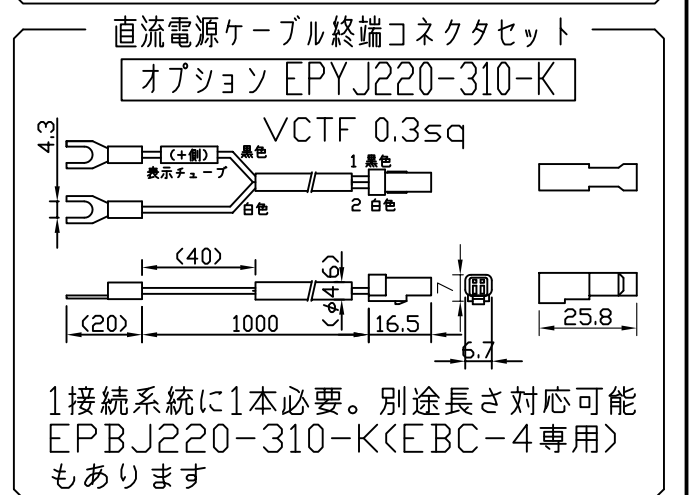 直流電源ケーブル終端コネクタセット
オプション EPYJ220-310-K
VCTF 0.3sq
4.3
(+側)
黒色
表示チューブ
1 黒色
2 白色
白色
(40)
(φ4.6)
7
(20)
1000
16.5
6.7
25.8
1接続系統に1本必要。別途長さ対応可能
EPBJ220-310-K(EBC-4専用)
もあります